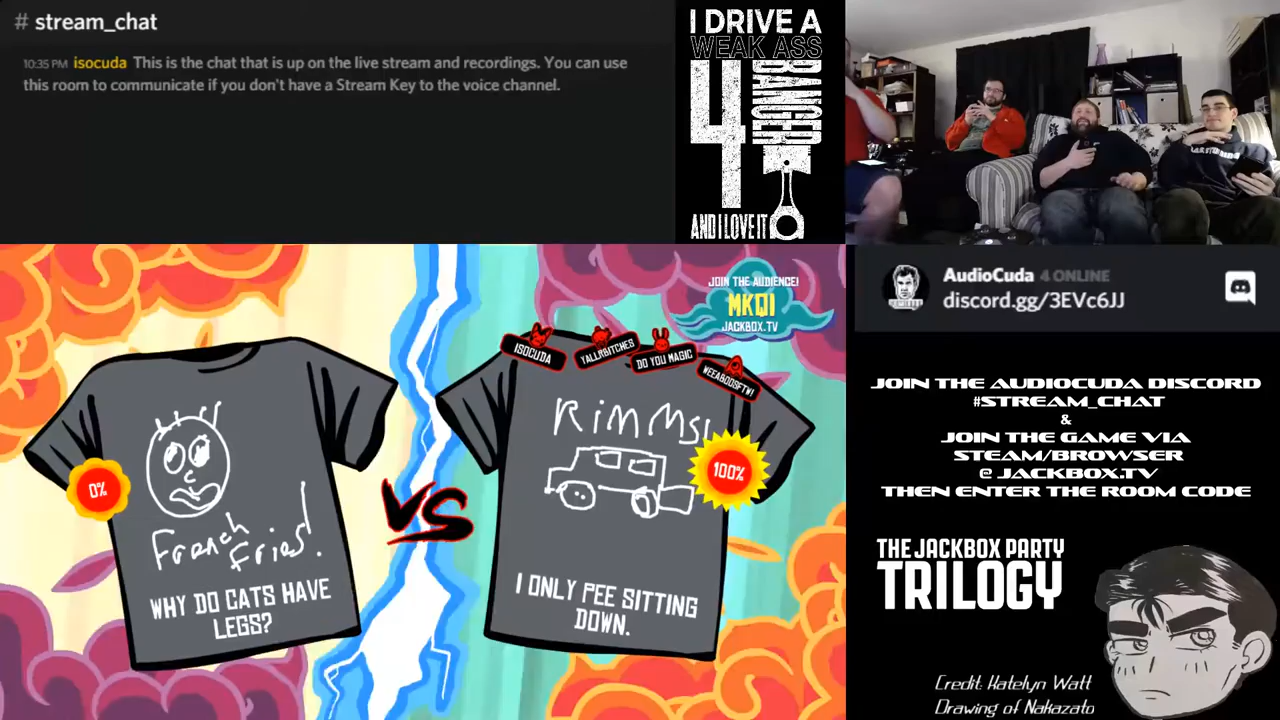 # stream_chat
10:35 PM isocuda This is the chat that is up on the live stream and recordings. You can use
this room to communicate if you don't have a Stream Key to the voice channel.
I DRIVE A
WEAK ASS
4
BANGER
AND I LOVE IT
JOIN THE AUDIENCE!
MKQI
JACKBOX.TV
ISOCUDA
YALLRBITCHES
DO YOU MAGIC
WEEABOOSFTW!
0%
French
Fries!
WHY DO CATS HAVE
LEGS?
VS
RIMMS!
100%
I ONLY PEE SITTING
DOWN.
AudioCuda 4 ONLINE
discord.gg/3EVc6JJ
JOIN THE AUDIOCUDA DISCORD
#STREAM_CHAT
&
JOIN THE GAME VIA
STEAM/BROWSER
@ JACKBOX.TV
THEN ENTER THE ROOM CODE
THE JACKBOX PARTY
TRILOGY
Credit: Katelyn Watt
Drawing of Nakazato